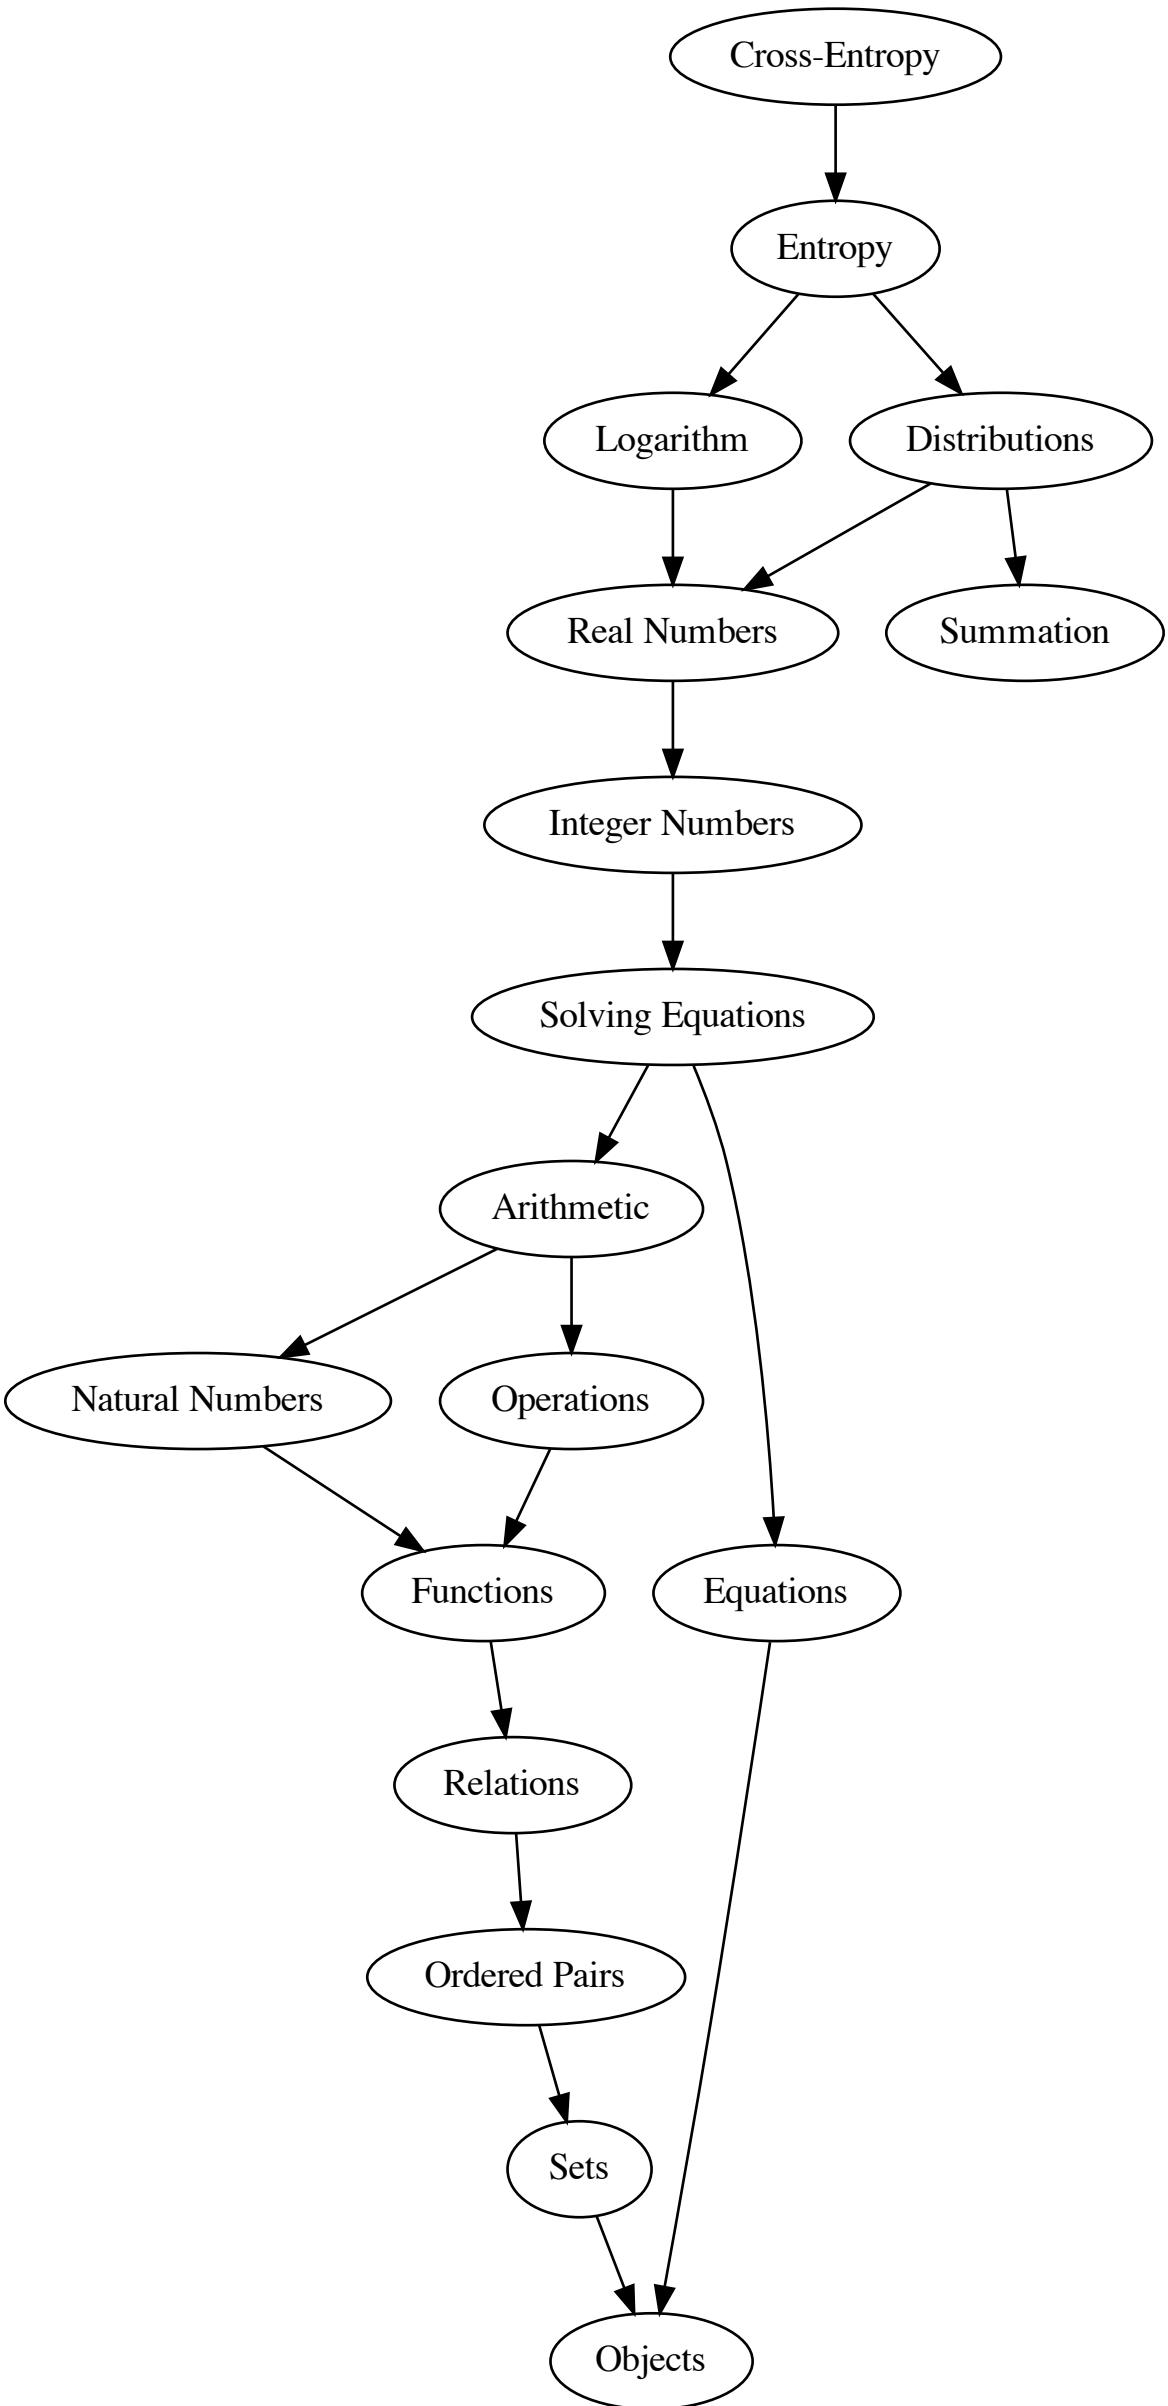 Cross-Entropy
Entropy
Logarithm
Distributions
Real Numbers
Summation
Integer Numbers
Solving Equations
Arithmetic
Natural Numbers
Operations
Functions
Equations
Relations
Ordered Pairs
Sets
Objects